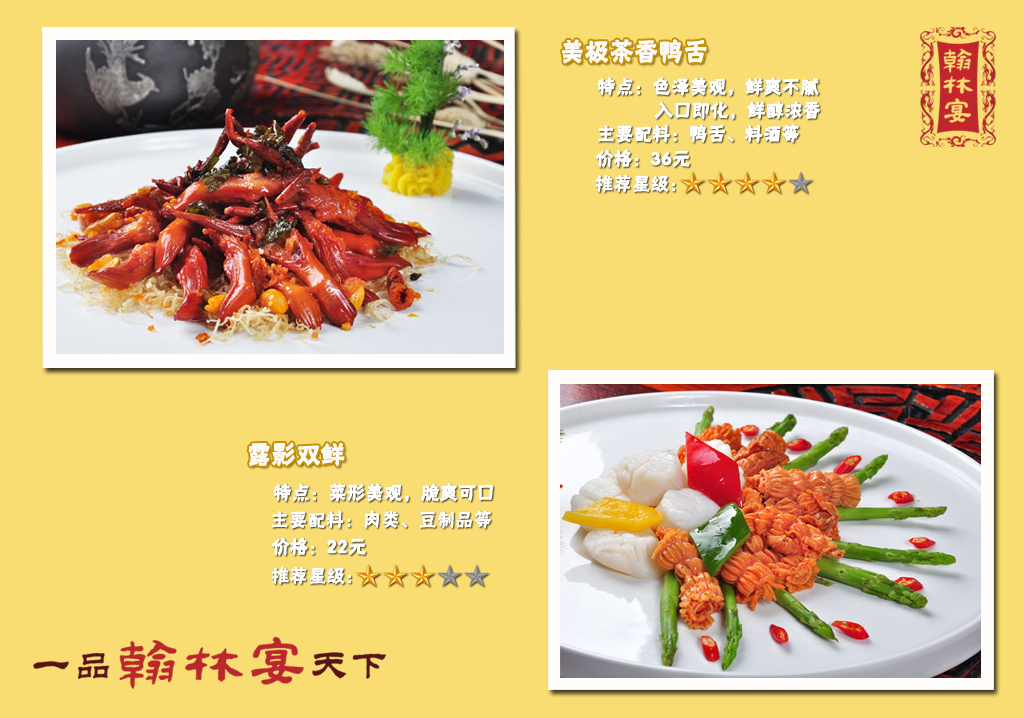 美极茶香鸭舌
特点：色泽美观，鲜爽不腻
入口即化，鲜醇浓香
主要配料：鸭舌、料酒等
价格：36元
推荐星级：
翰林宴
露影双鲜
特点：菜形美观，脆爽可口
主要配料：肉类、豆制品等
价格：22元
推荐星级：
一品翰林宴天下